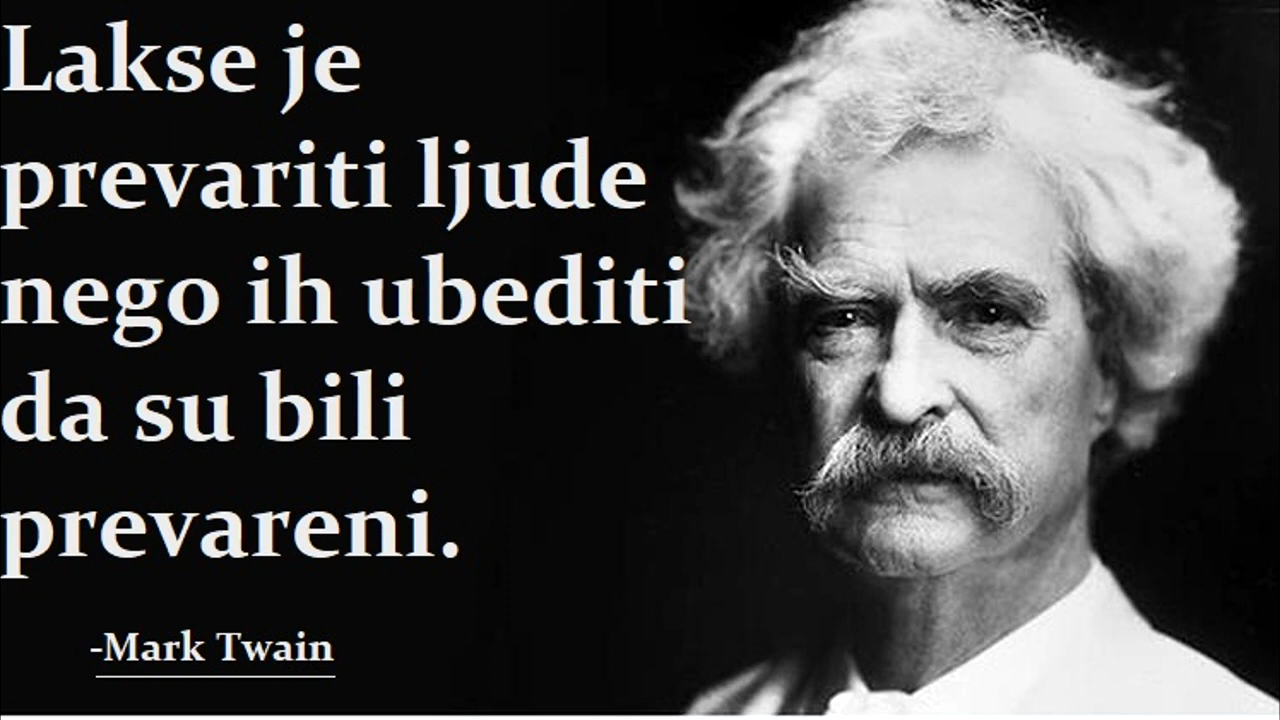 Lakse je
prevariti ljude
nego ih ubediti
da su bili
prevareni.
-Mark Twain